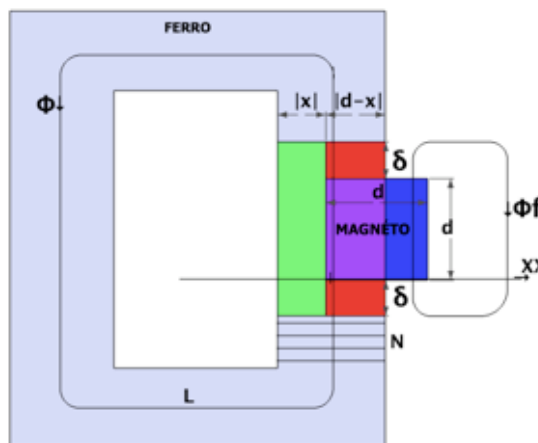 FERRO
Φ↓
|x|
|d-x|
δ
d
d
↓Φf
MAGNETO
XX
δ
N
L